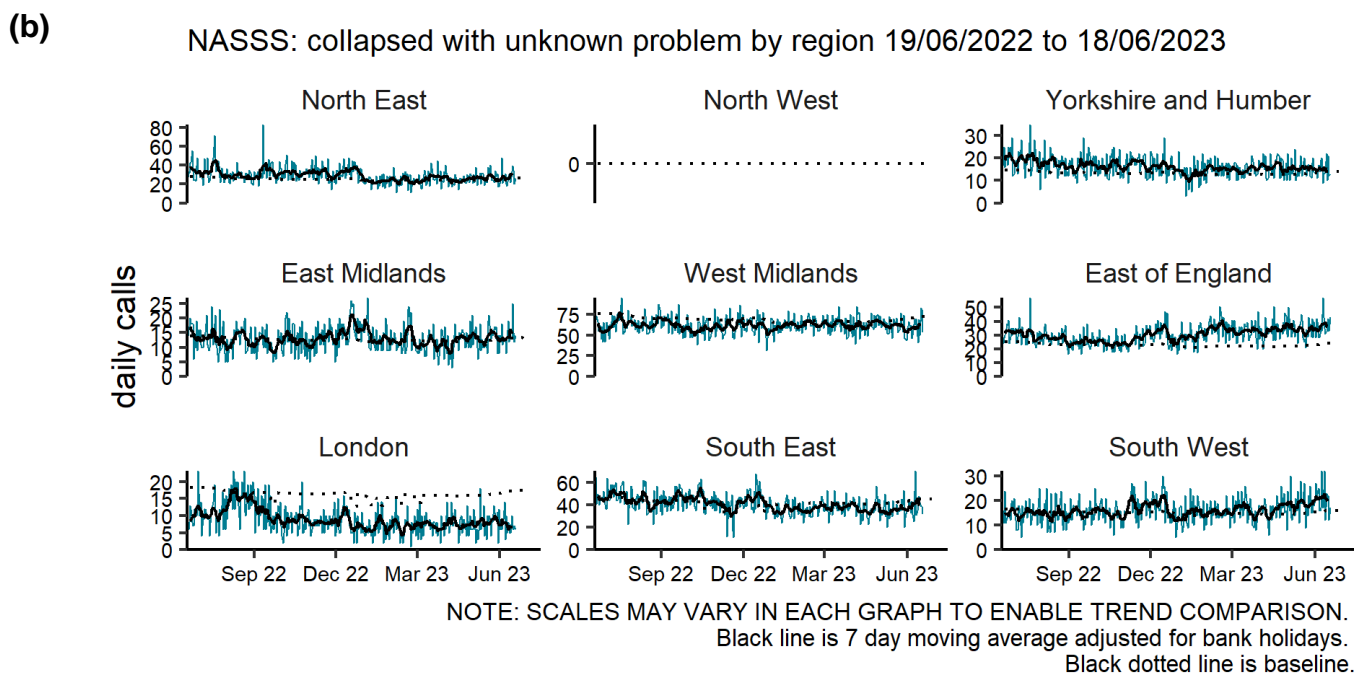 (b)
NASSS: collapsed with unknown problem by region 19/06/2022 to 18/06/2023
North East
North West
Yorkshire and Humber
80
60
40
20
0
0
30
20
10
0
daily calls
East Midlands
West Midlands
East of England
25
20
15
10
5
0
75
50
25
0
50
40
30
20
10
0
London
South East
South West
20
15
10
5
0
60
40
20
0
30
20
10
0
Sep 22 Dec 22 Mar 23 Jun 23
Sep 22 Dec 22 Mar 23 Jun 23
Sep 22 Dec 22 Mar 23 Jun 23
NOTE: SCALES MAY VARY IN EACH GRAPH TO ENABLE TREND COMPARISON.
Black line is 7 day moving average adjusted for bank holidays.
Black dotted line is baseline.